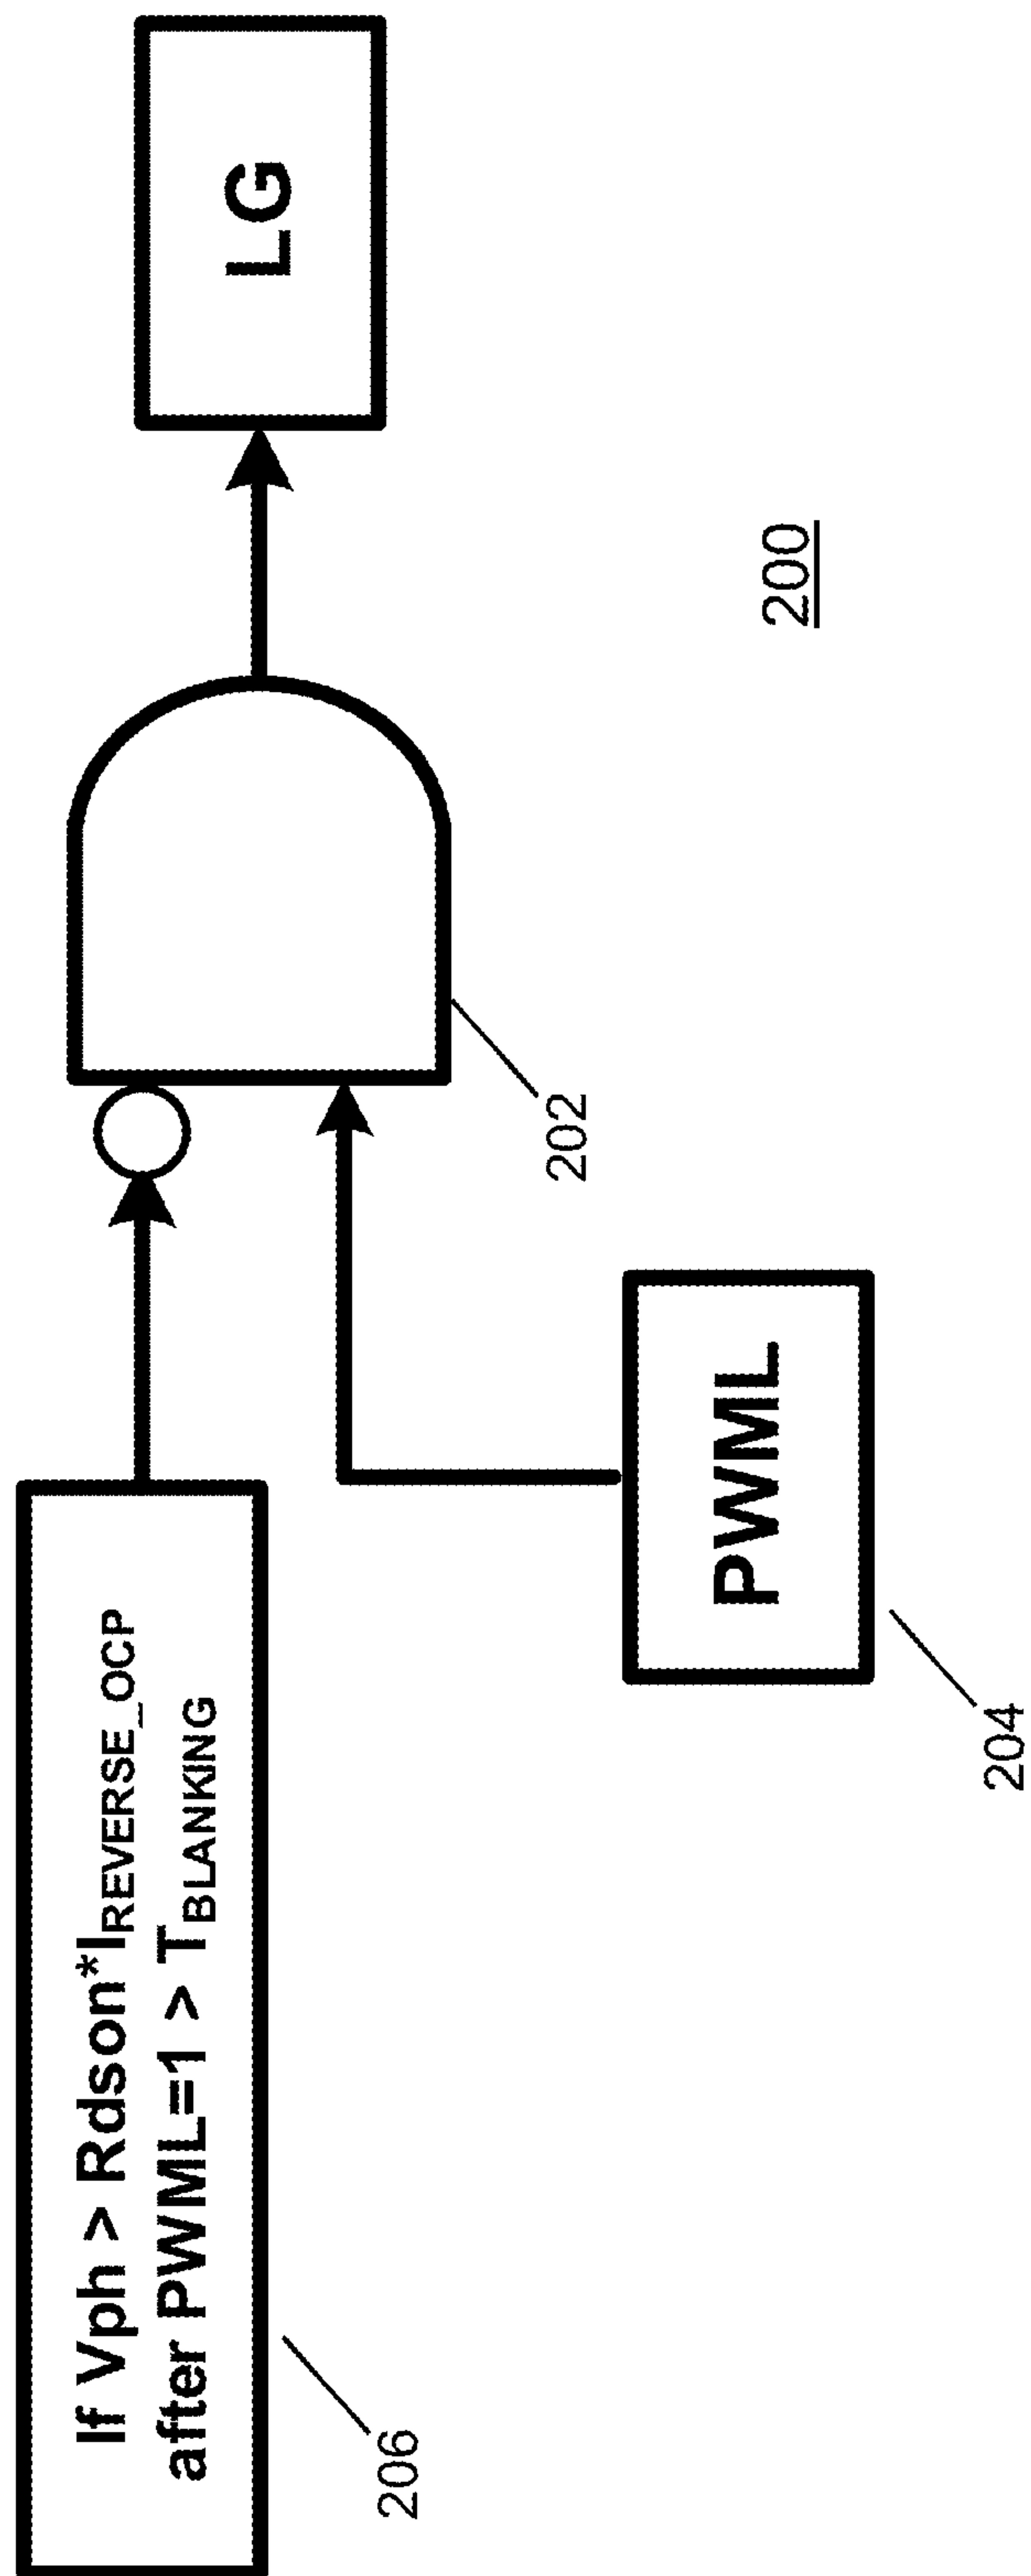 If Vph > Rdson*IREVERSE_OCP
after PWML=1 > TBLANKING
206
PWML
204
202
LG
200